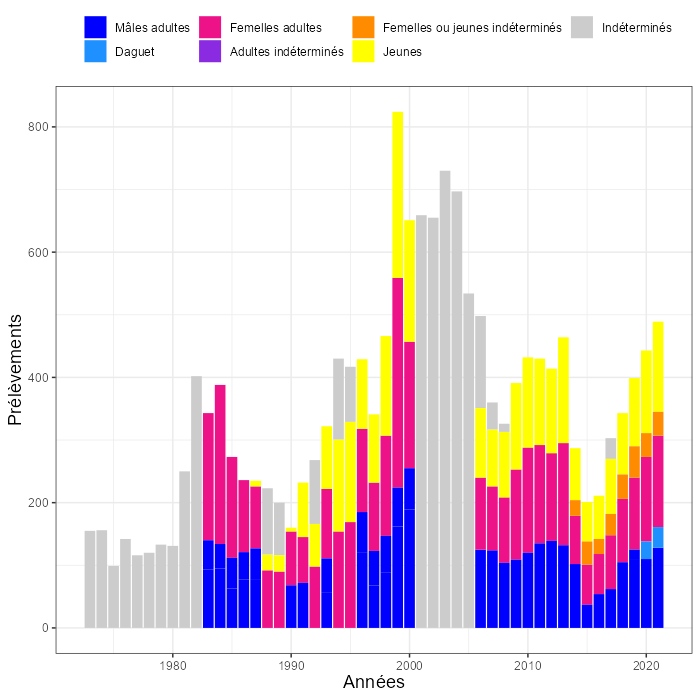 Mâles adultes Femelles adultes Femelles ou jeunes indéterminés Indéterminés
Daguet Adultes indéterminés Jeunes
800
600
400
200
0
Prélèvements
1980 1990 2000 2010 2020
Années